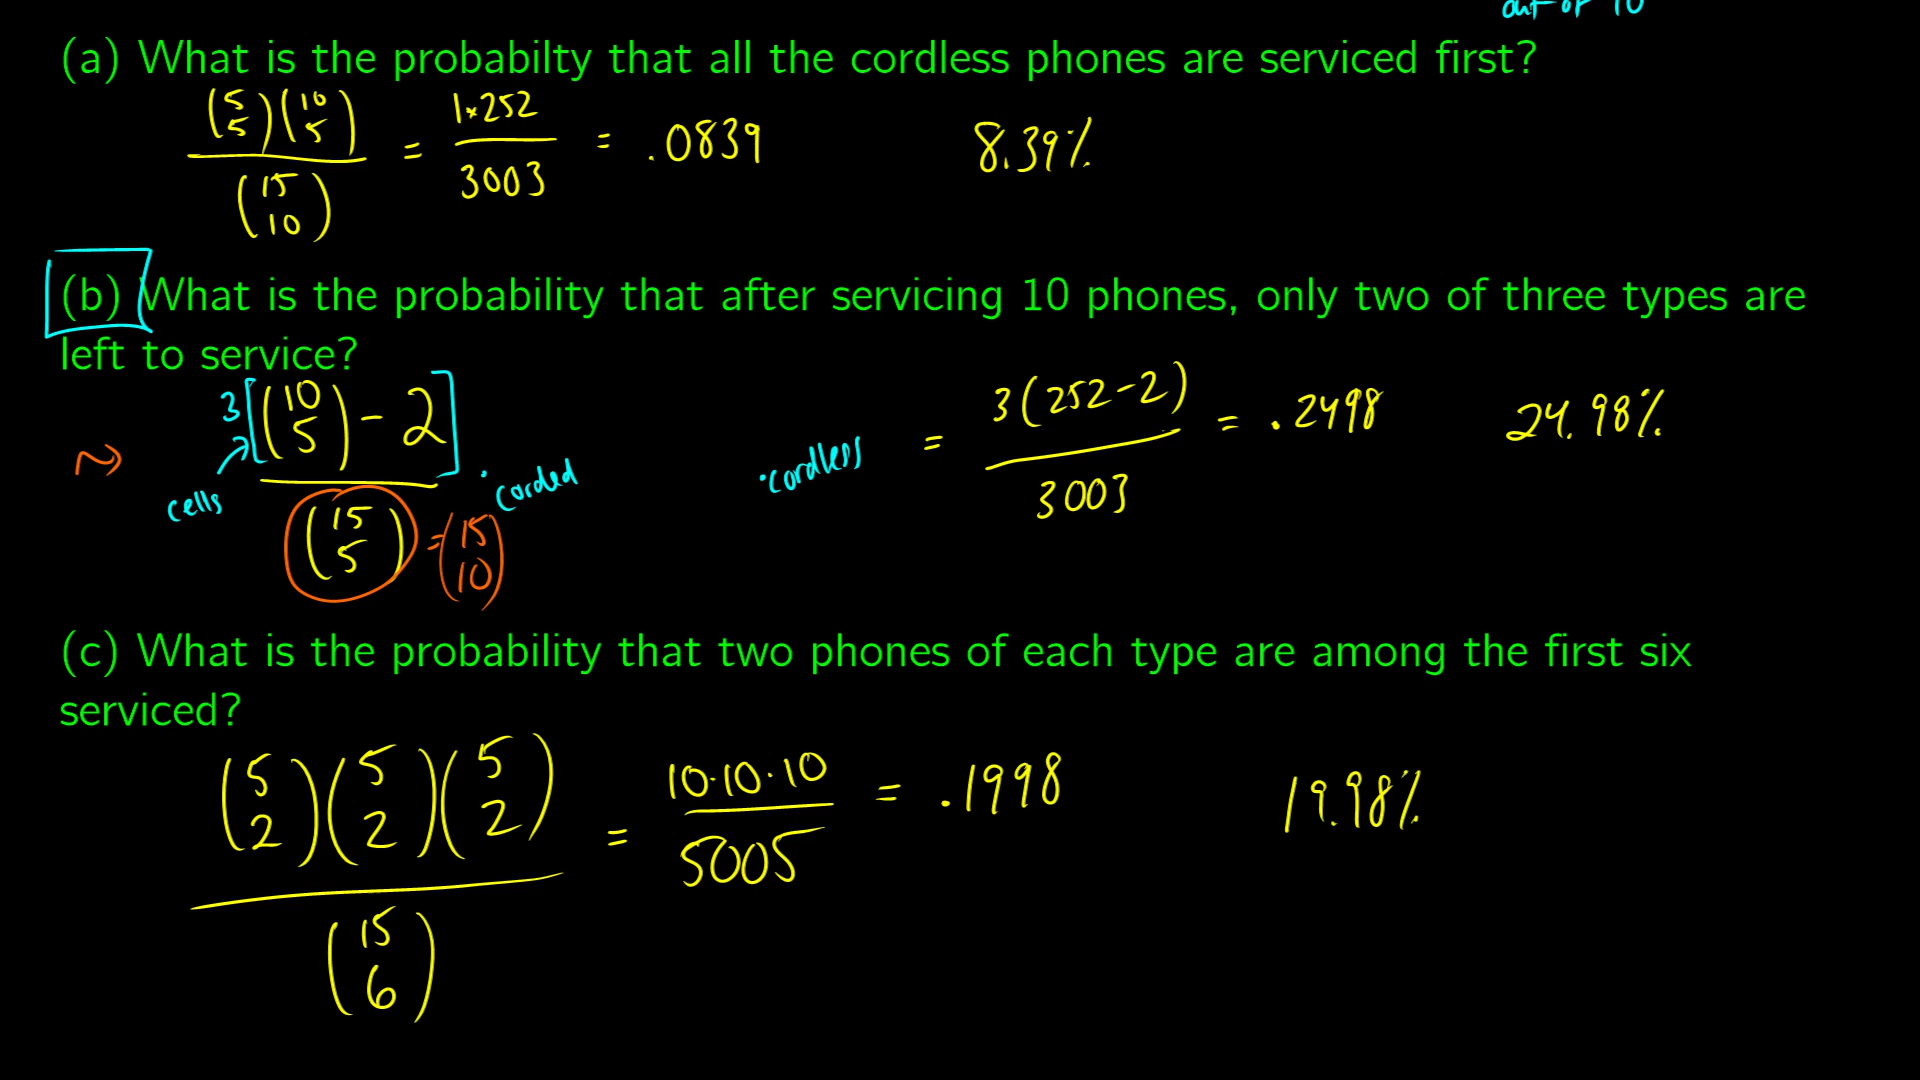 out of 10
(a) What is the probabilty that all the cordless phones are serviced first?
(5 5)(10 5) / (15 10) = 1×252 / 3003 = .0839 8.39%
(b) What is the probability that after servicing 10 phones, only two of three types are
left to service?
~ 3[(10 5) - 2] / (15 5) = (15 10) = 3(252-2) / 3003 = .2498 24.98%
cells ·corded ·cordless
(c) What is the probability that two phones of each type are among the first six
serviced?
(5 2)(5 2)(5 2) / (15 6) = 10·10·10 / 5005 = .1998 19.98%